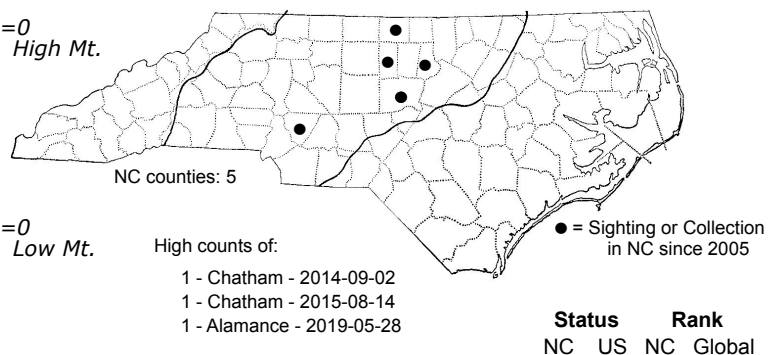 =0
High Mt.
NC counties: 5
=0
Low Mt.
High counts of:
1 - Chatham - 2014-09-02
1 - Chatham - 2015-08-14
1 - Alamance - 2019-05-28
● = Sighting or Collection
in NC since 2005
Status Rank
NC US NC Global